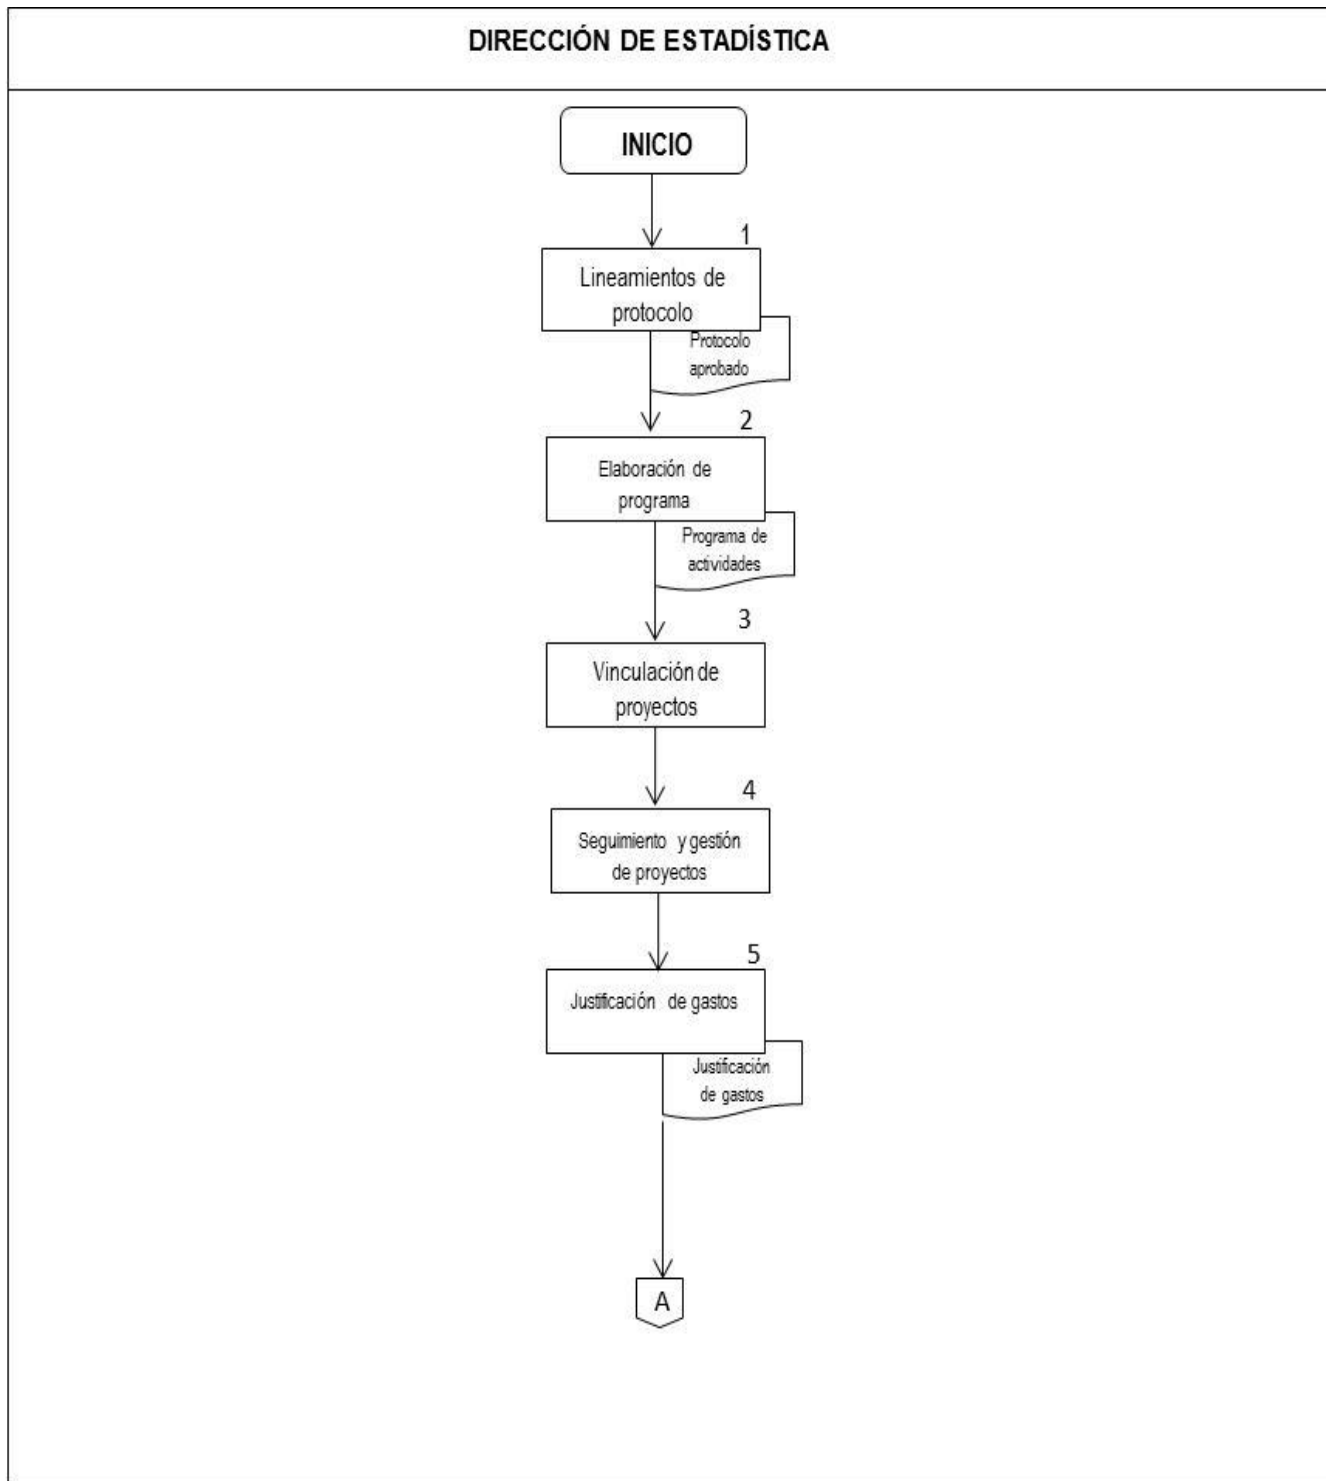 DIRECCIÓN DE ESTADÍSTICA
INICIO
1
Lineamientos de
protocolo
Protocolo
aprobado
2
Elaboración de
programa
Programa de
actividades
3
Vinculación de
proyectos
4
Seguimiento y gestión
de proyectos
5
Justificación de gastos
Justificación
de gastos
A